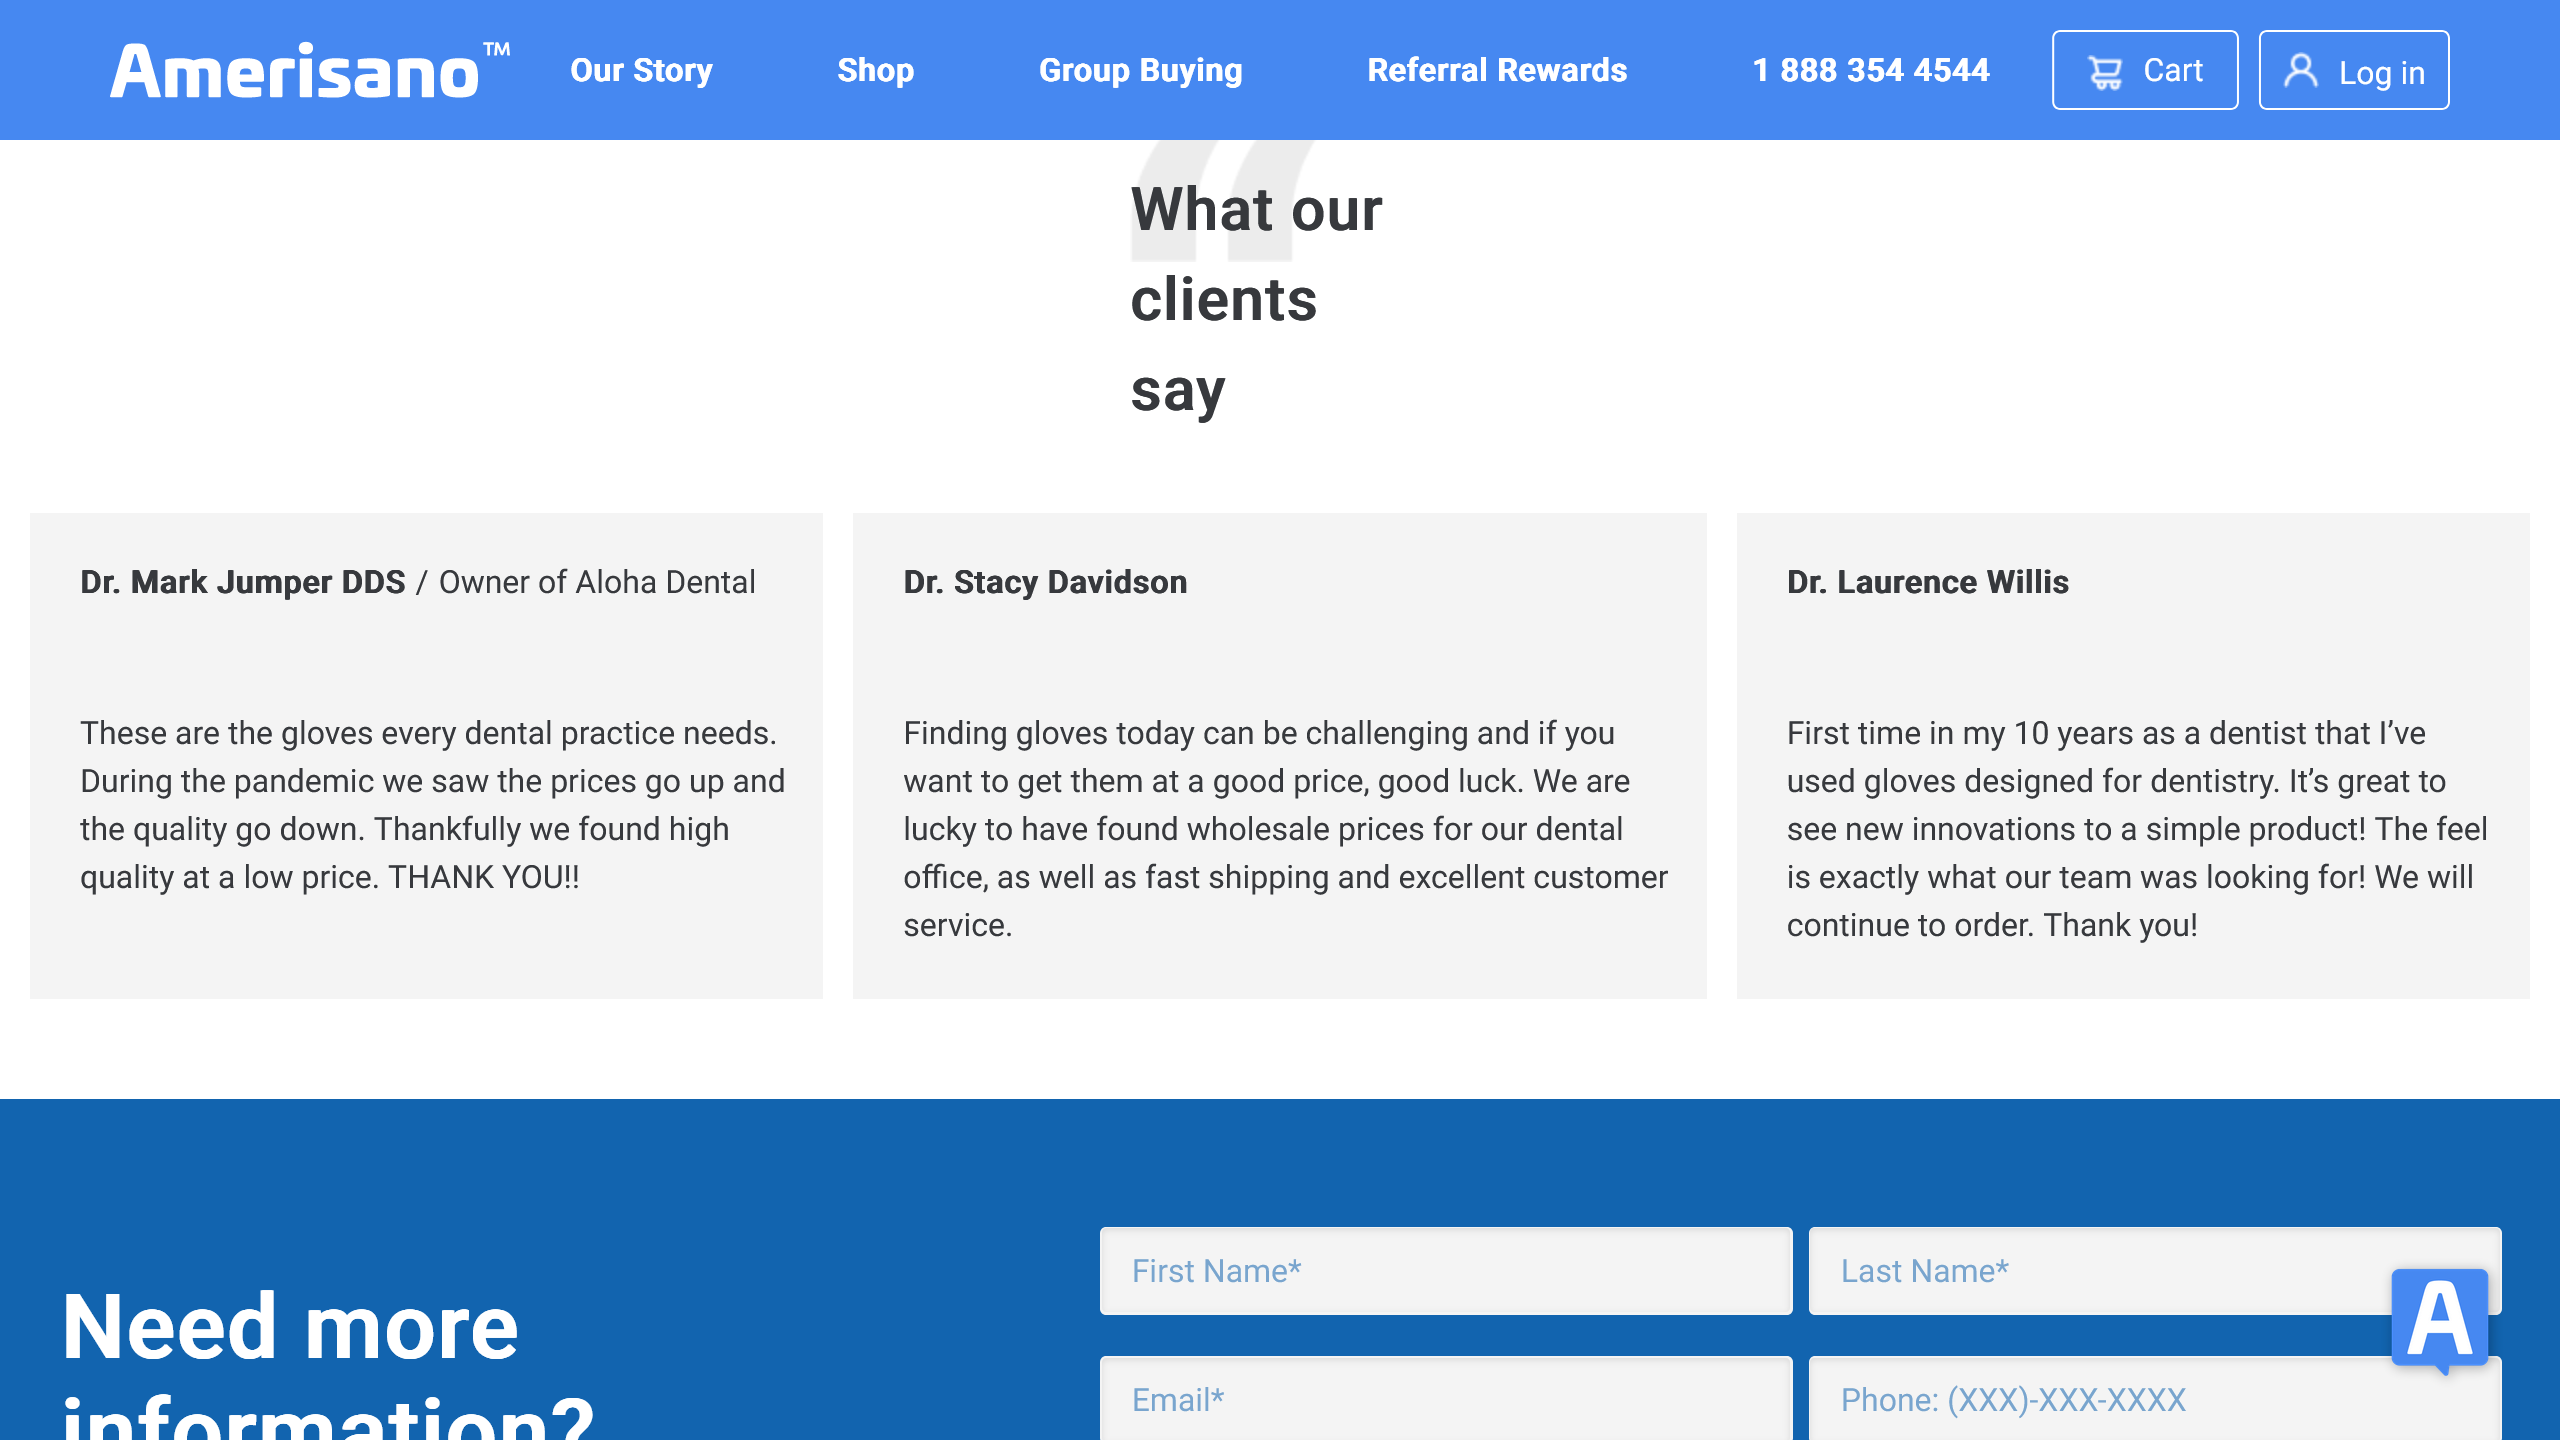 Amerisano™
Our Story
Shop
Group Buying
Referral Rewards
1 888 354 4544
Cart
Log in
“
What our
clients
say
Dr. Mark Jumper DDS / Owner of Aloha Dental
These are the gloves every dental practice needs.
During the pandemic we saw the prices go up and
the quality go down. Thankfully we found high
quality at a low price. THANK YOU!!
Dr. Stacy Davidson
Finding gloves today can be challenging and if you
want to get them at a good price, good luck. We are
lucky to have found wholesale prices for our dental
office, as well as fast shipping and excellent customer
service.
Dr. Laurence Willis
First time in my 10 years as a dentist that I’ve
used gloves designed for dentistry. It’s great to
see new innovations to a simple product! The feel
is exactly what our team was looking for! We will
continue to order. Thank you!
Need more
information?
First Name*
Last Name*
Email*
Phone: (XXX)-XXX-XXXX
A